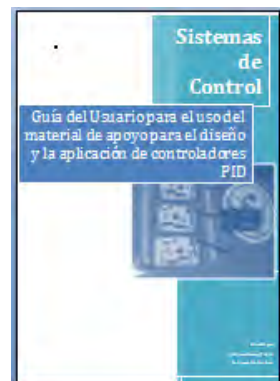 Sistemas
de
Control
Guía del Usuario para el uso del
material de apoyo para el diseño
y la aplicación de controladores
PID